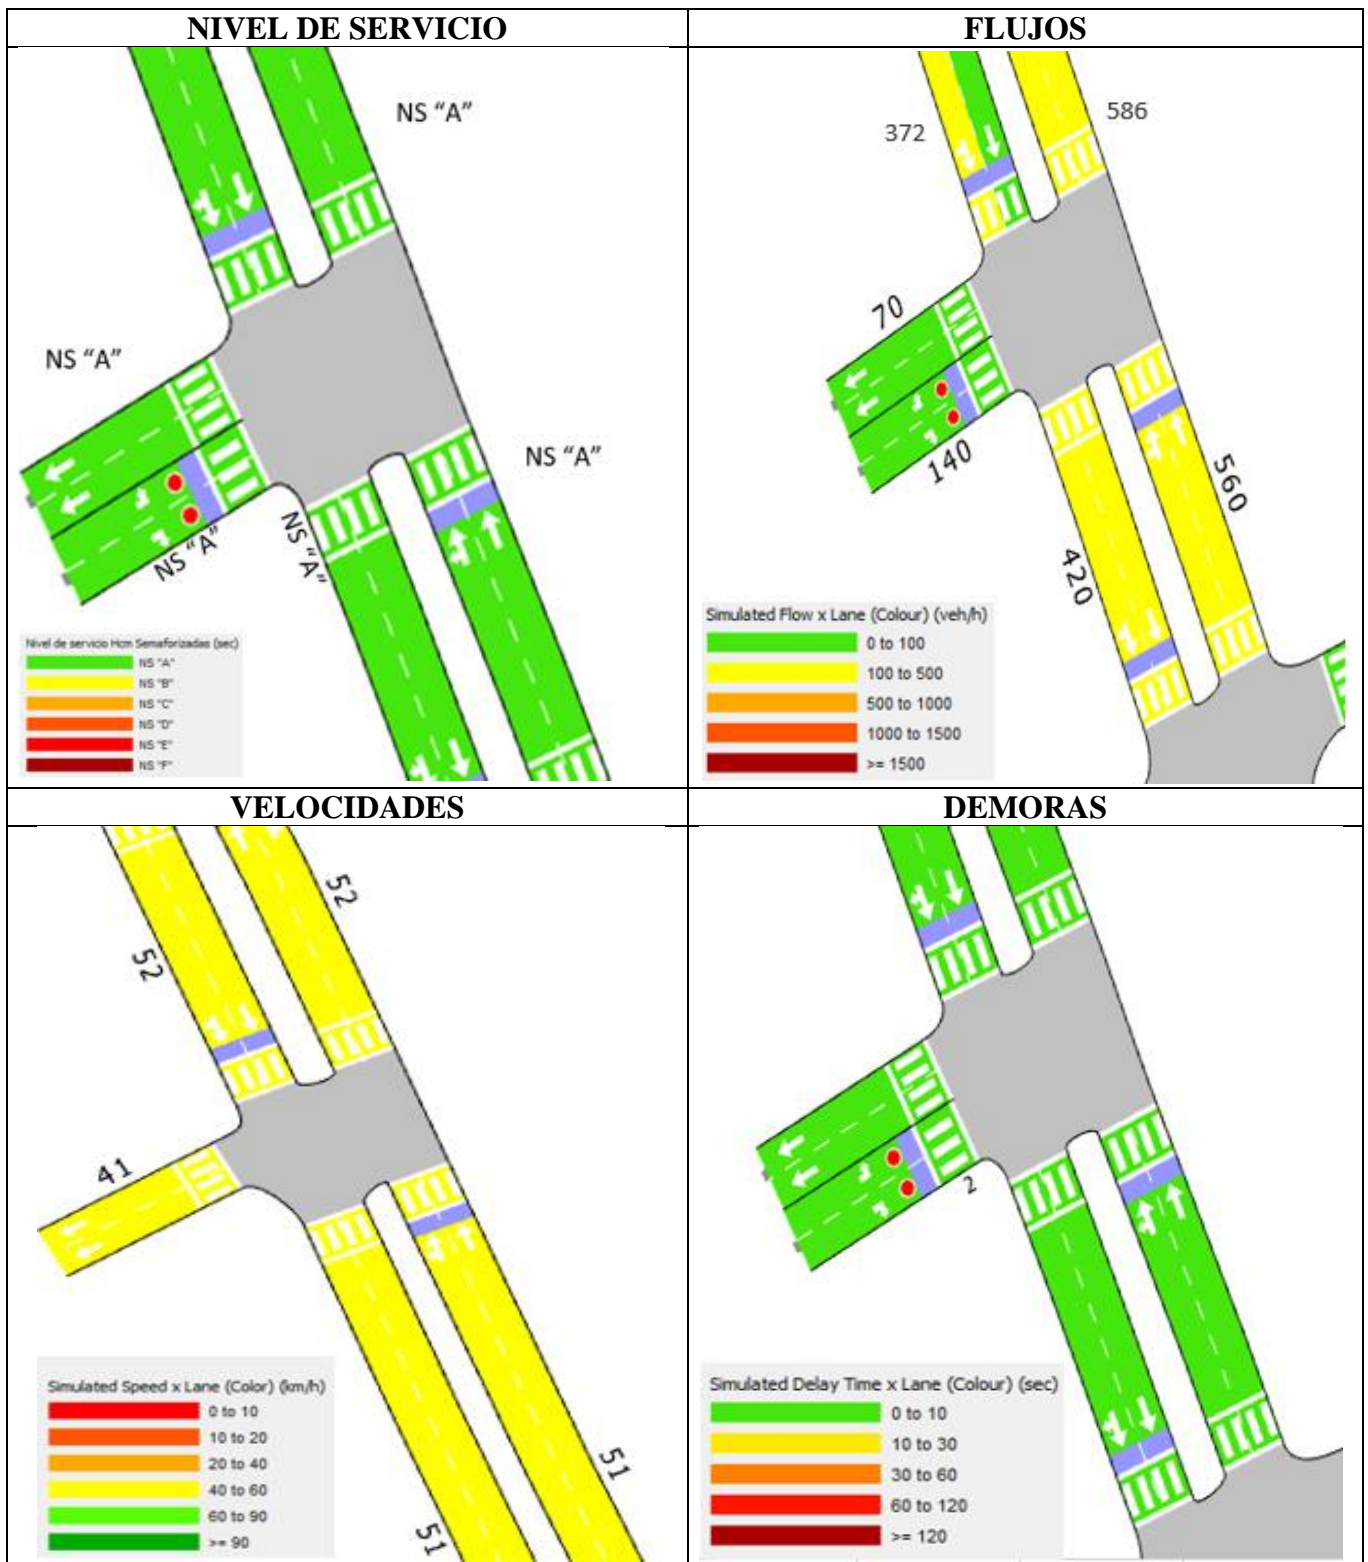 NIVEL DE SERVICIO
NS "A"
NS "A"
NS "A"
NS "A"
NS "A"
Nivel de servicio Hcm Semaforizadas (sec)
NS "A"
NS "B"
NS "C"
NS "D"
NS "E"
NS "F"
FLUJOS
372
586
70
140
560
420
Simulated Flow x Lane (Colour) (veh/h)
0 to 100
100 to 500
500 to 1000
1000 to 1500
>= 1500
VELOCIDADES
52
52
41
51
51
Simulated Speed x Lane (Color) (km/h)
0 to 10
10 to 20
20 to 40
40 to 60
60 to 90
>= 90
DEMORAS
2
Simulated Delay Time x Lane (Colour) (sec)
0 to 10
10 to 30
30 to 60
60 to 120
>= 120